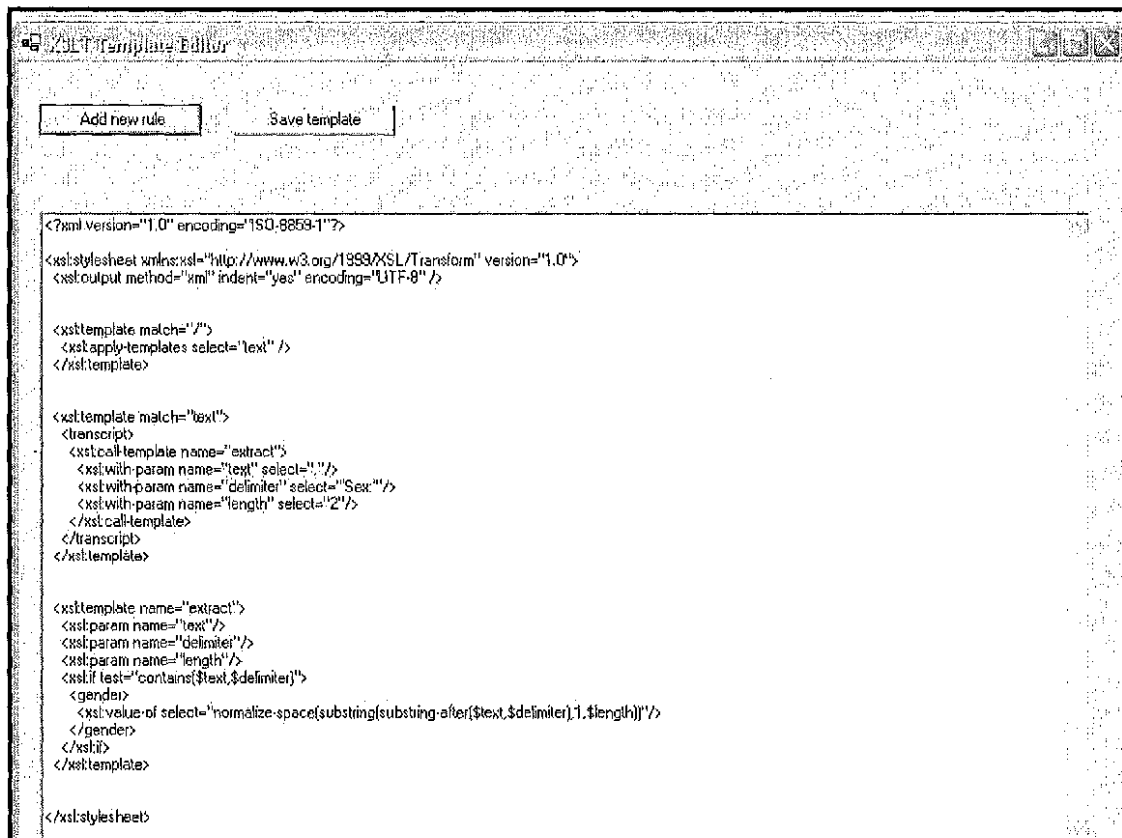 XSLT Template Editor
Add new rule
Save template
<?xml version="1.0" encoding="ISO-8859-1"?>
<xsl:stylesheet xmlns:xsl="http://www.w3.org/1999/XSL/Transform" version="1.0">
<xsl:output method="xml" indent="yes" encoding="UTF-8" />
<xsl:template match="/">
<xsl:apply-templates select="text" />
</xsl:template>
<xsl:template match="text">
<transcript>
<xsl:call-template name="extract">
<xsl:with-param name="text" select="."/>
<xsl:with-param name="delimiter" select="'Sex:'"/>
<xsl:with-param name="length" select="2"/>
</xsl:call-template>
</transcript>
</xsl:template>
<xsl:template name="extract">
<xsl:param name="text"/>
<xsl:param name="delimiter"/>
<xsl:param name="length"/>
<xsl:if test="contains($text,$delimiter)">
<gender>
<xsl:value-of select="normalize-space(substring(substring-after($text,$delimiter),1,$length))"/>
</gender>
</xsl:if>
</xsl:template>
</xsl:stylesheet>